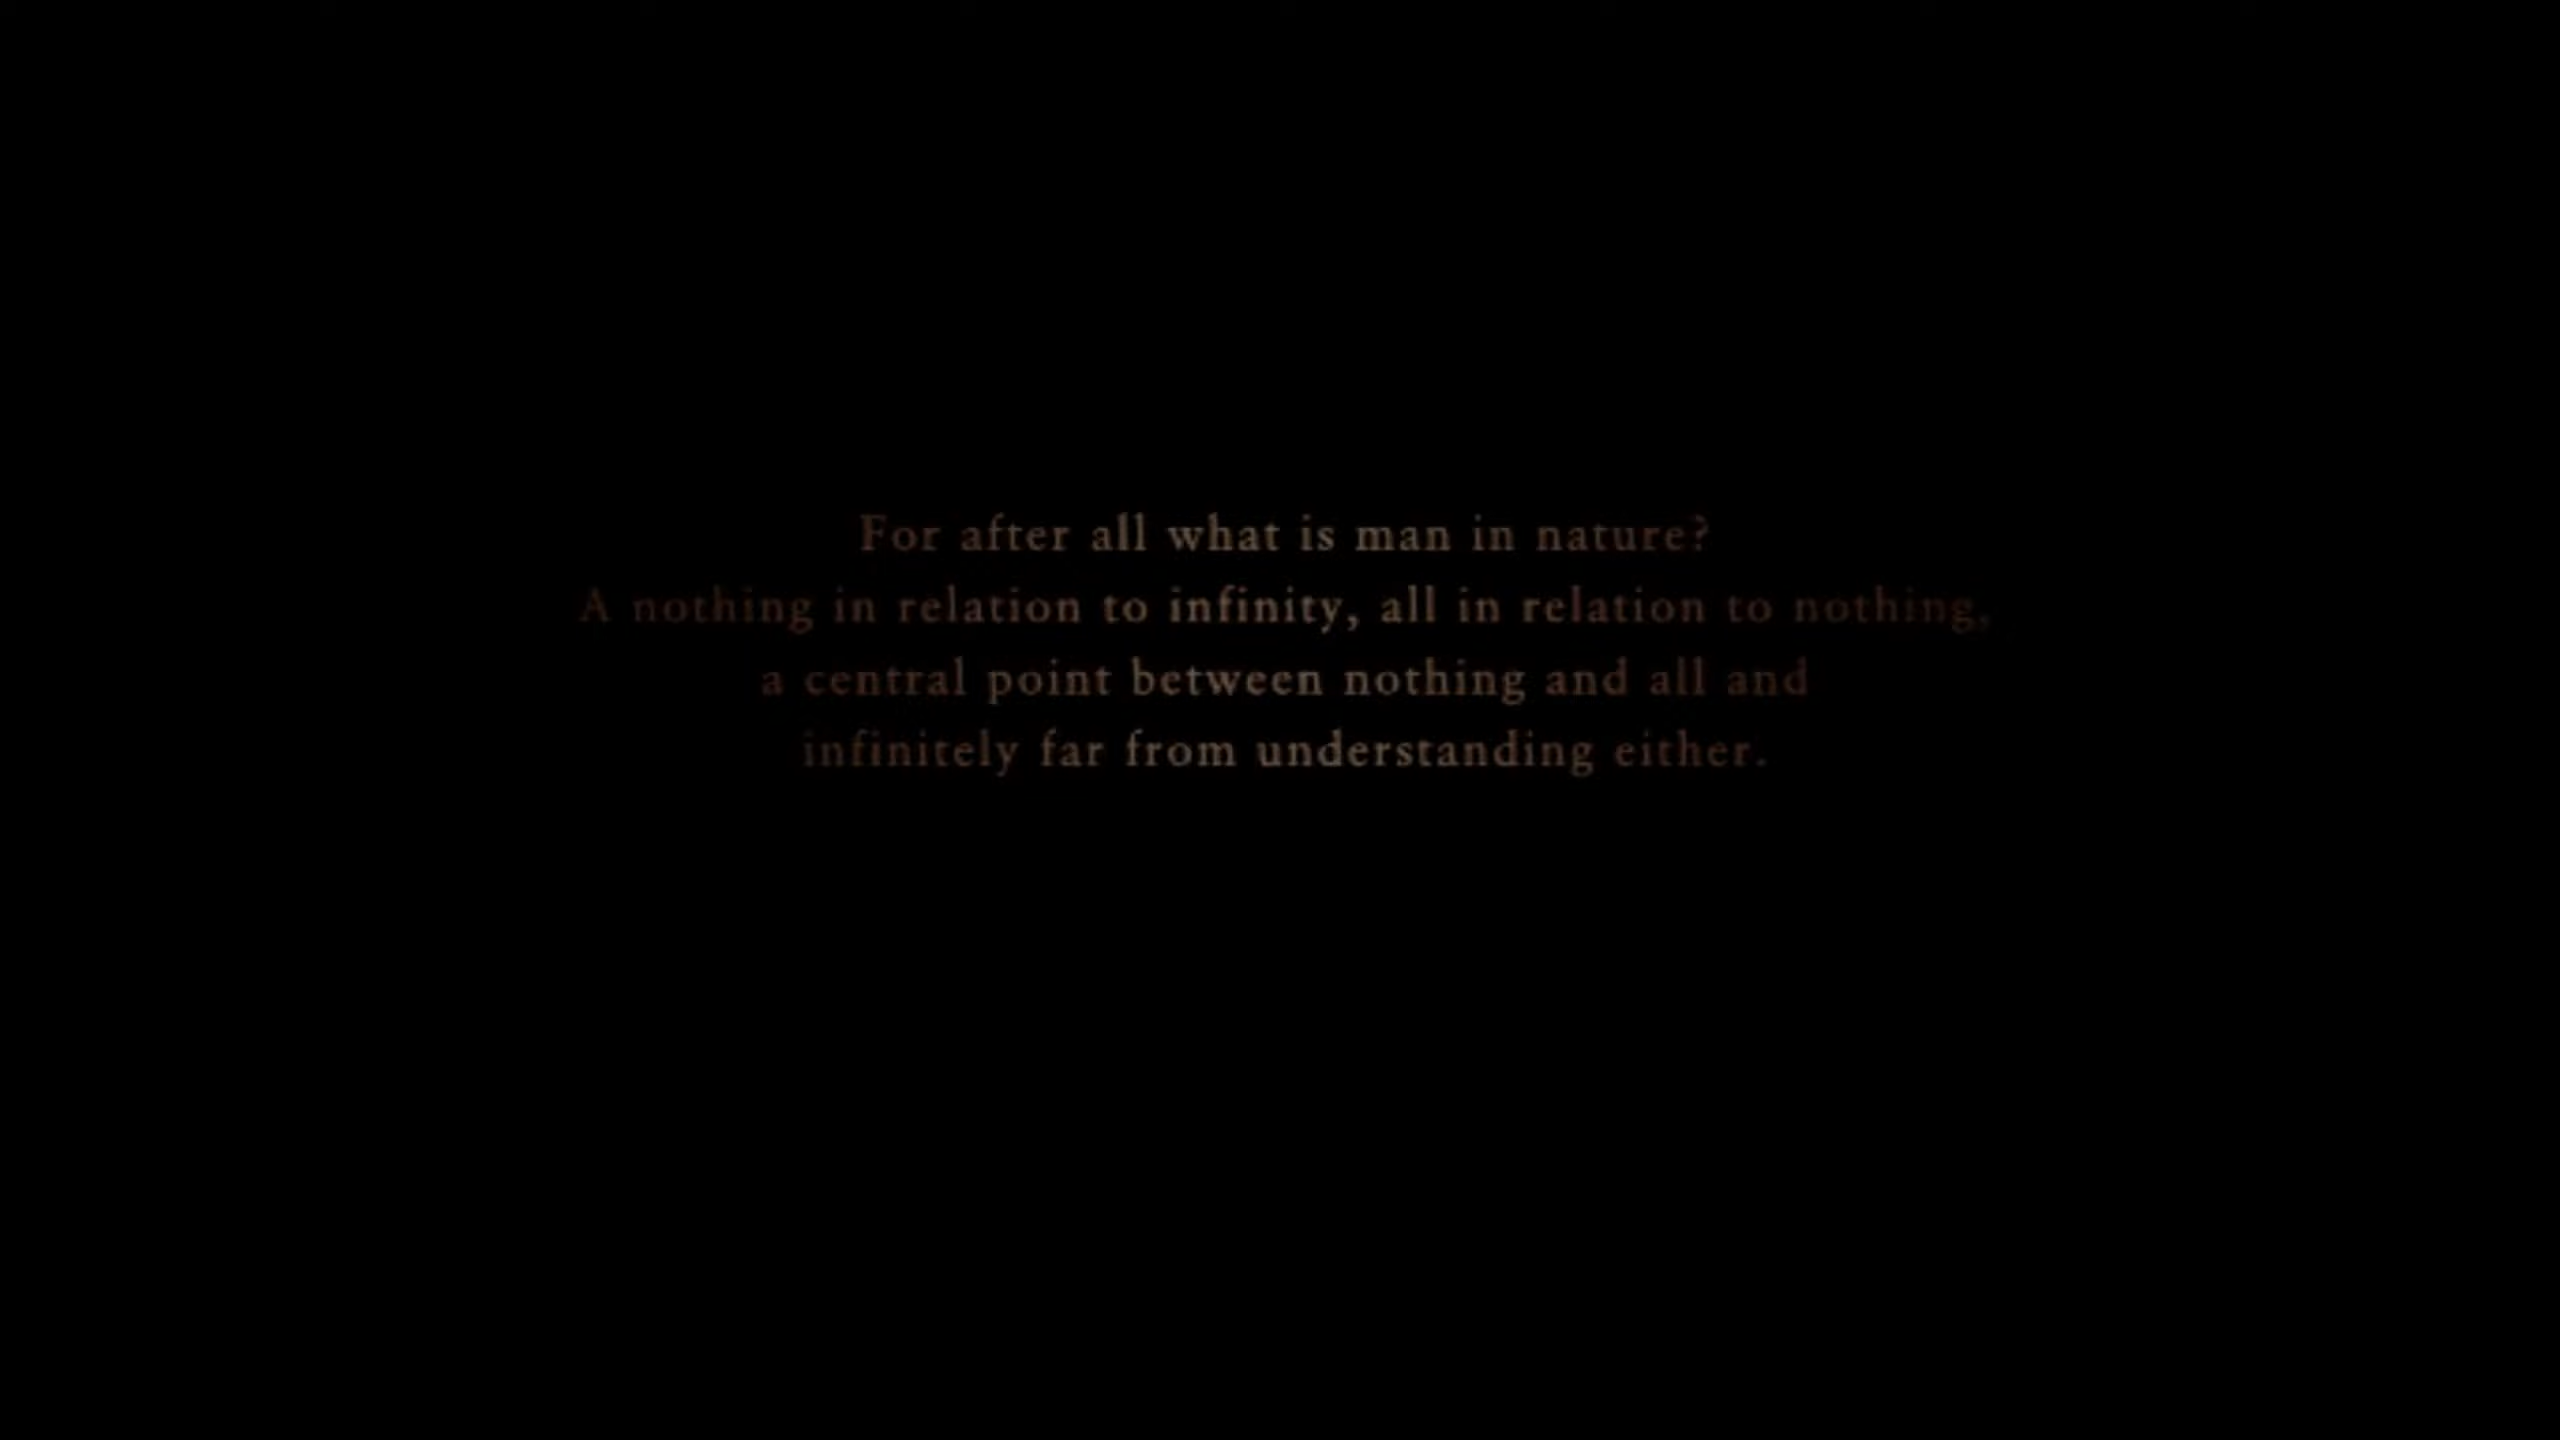 For after all what is man in nature?
A nothing in relation to infinity, all in relation to nothing,
a central point between nothing and all and
infinitely far from understanding either.